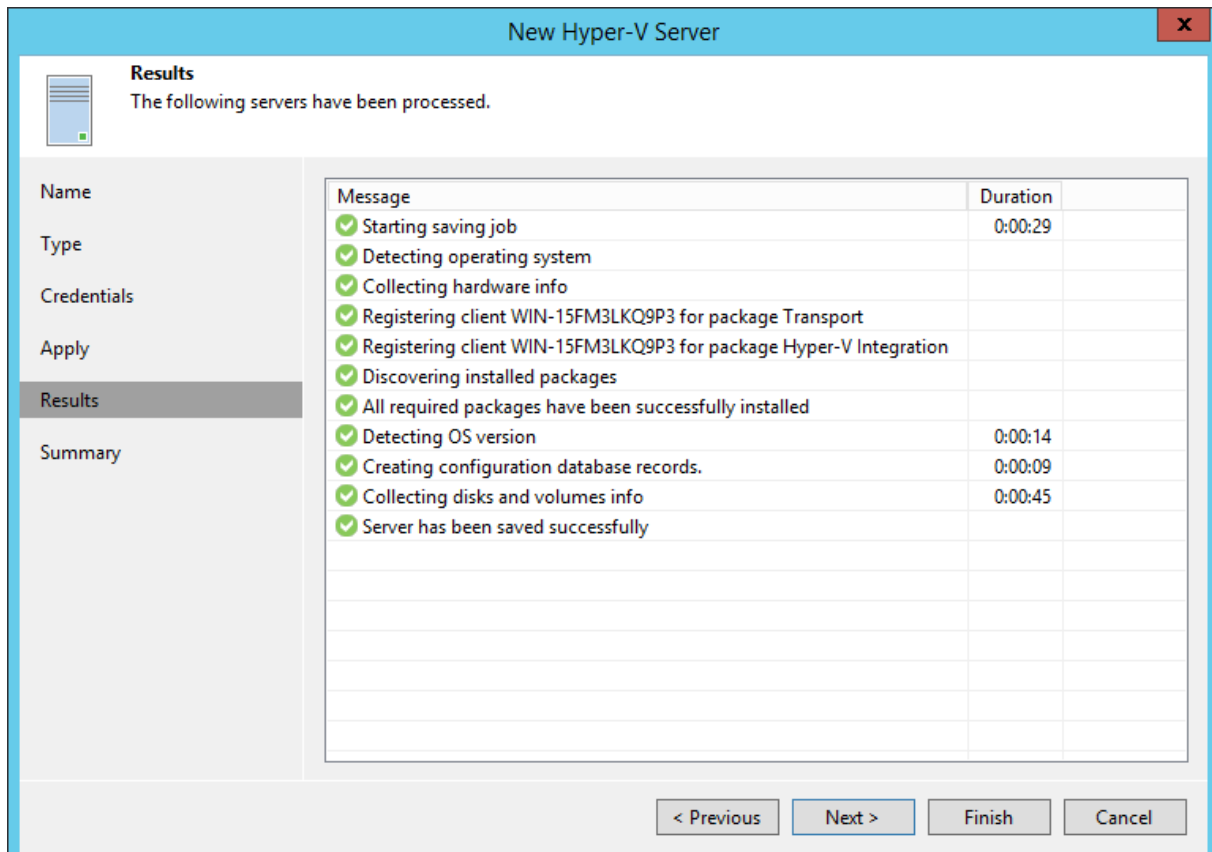 New Hyper-V Server
x
Results
The following servers have been processed.
Name
Type
Credentials
Apply
Results
Summary
Message Duration
Starting saving job 0:00:29
Detecting operating system
Collecting hardware info
Registering client WIN-15FM3LKQ9P3 for package Transport
Registering client WIN-15FM3LKQ9P3 for package Hyper-V Integration
Discovering installed packages
All required packages have been successfully installed
Detecting OS version 0:00:14
Creating configuration database records. 0:00:09
Collecting disks and volumes info 0:00:45
Server has been saved successfully
< Previous Next > Finish Cancel